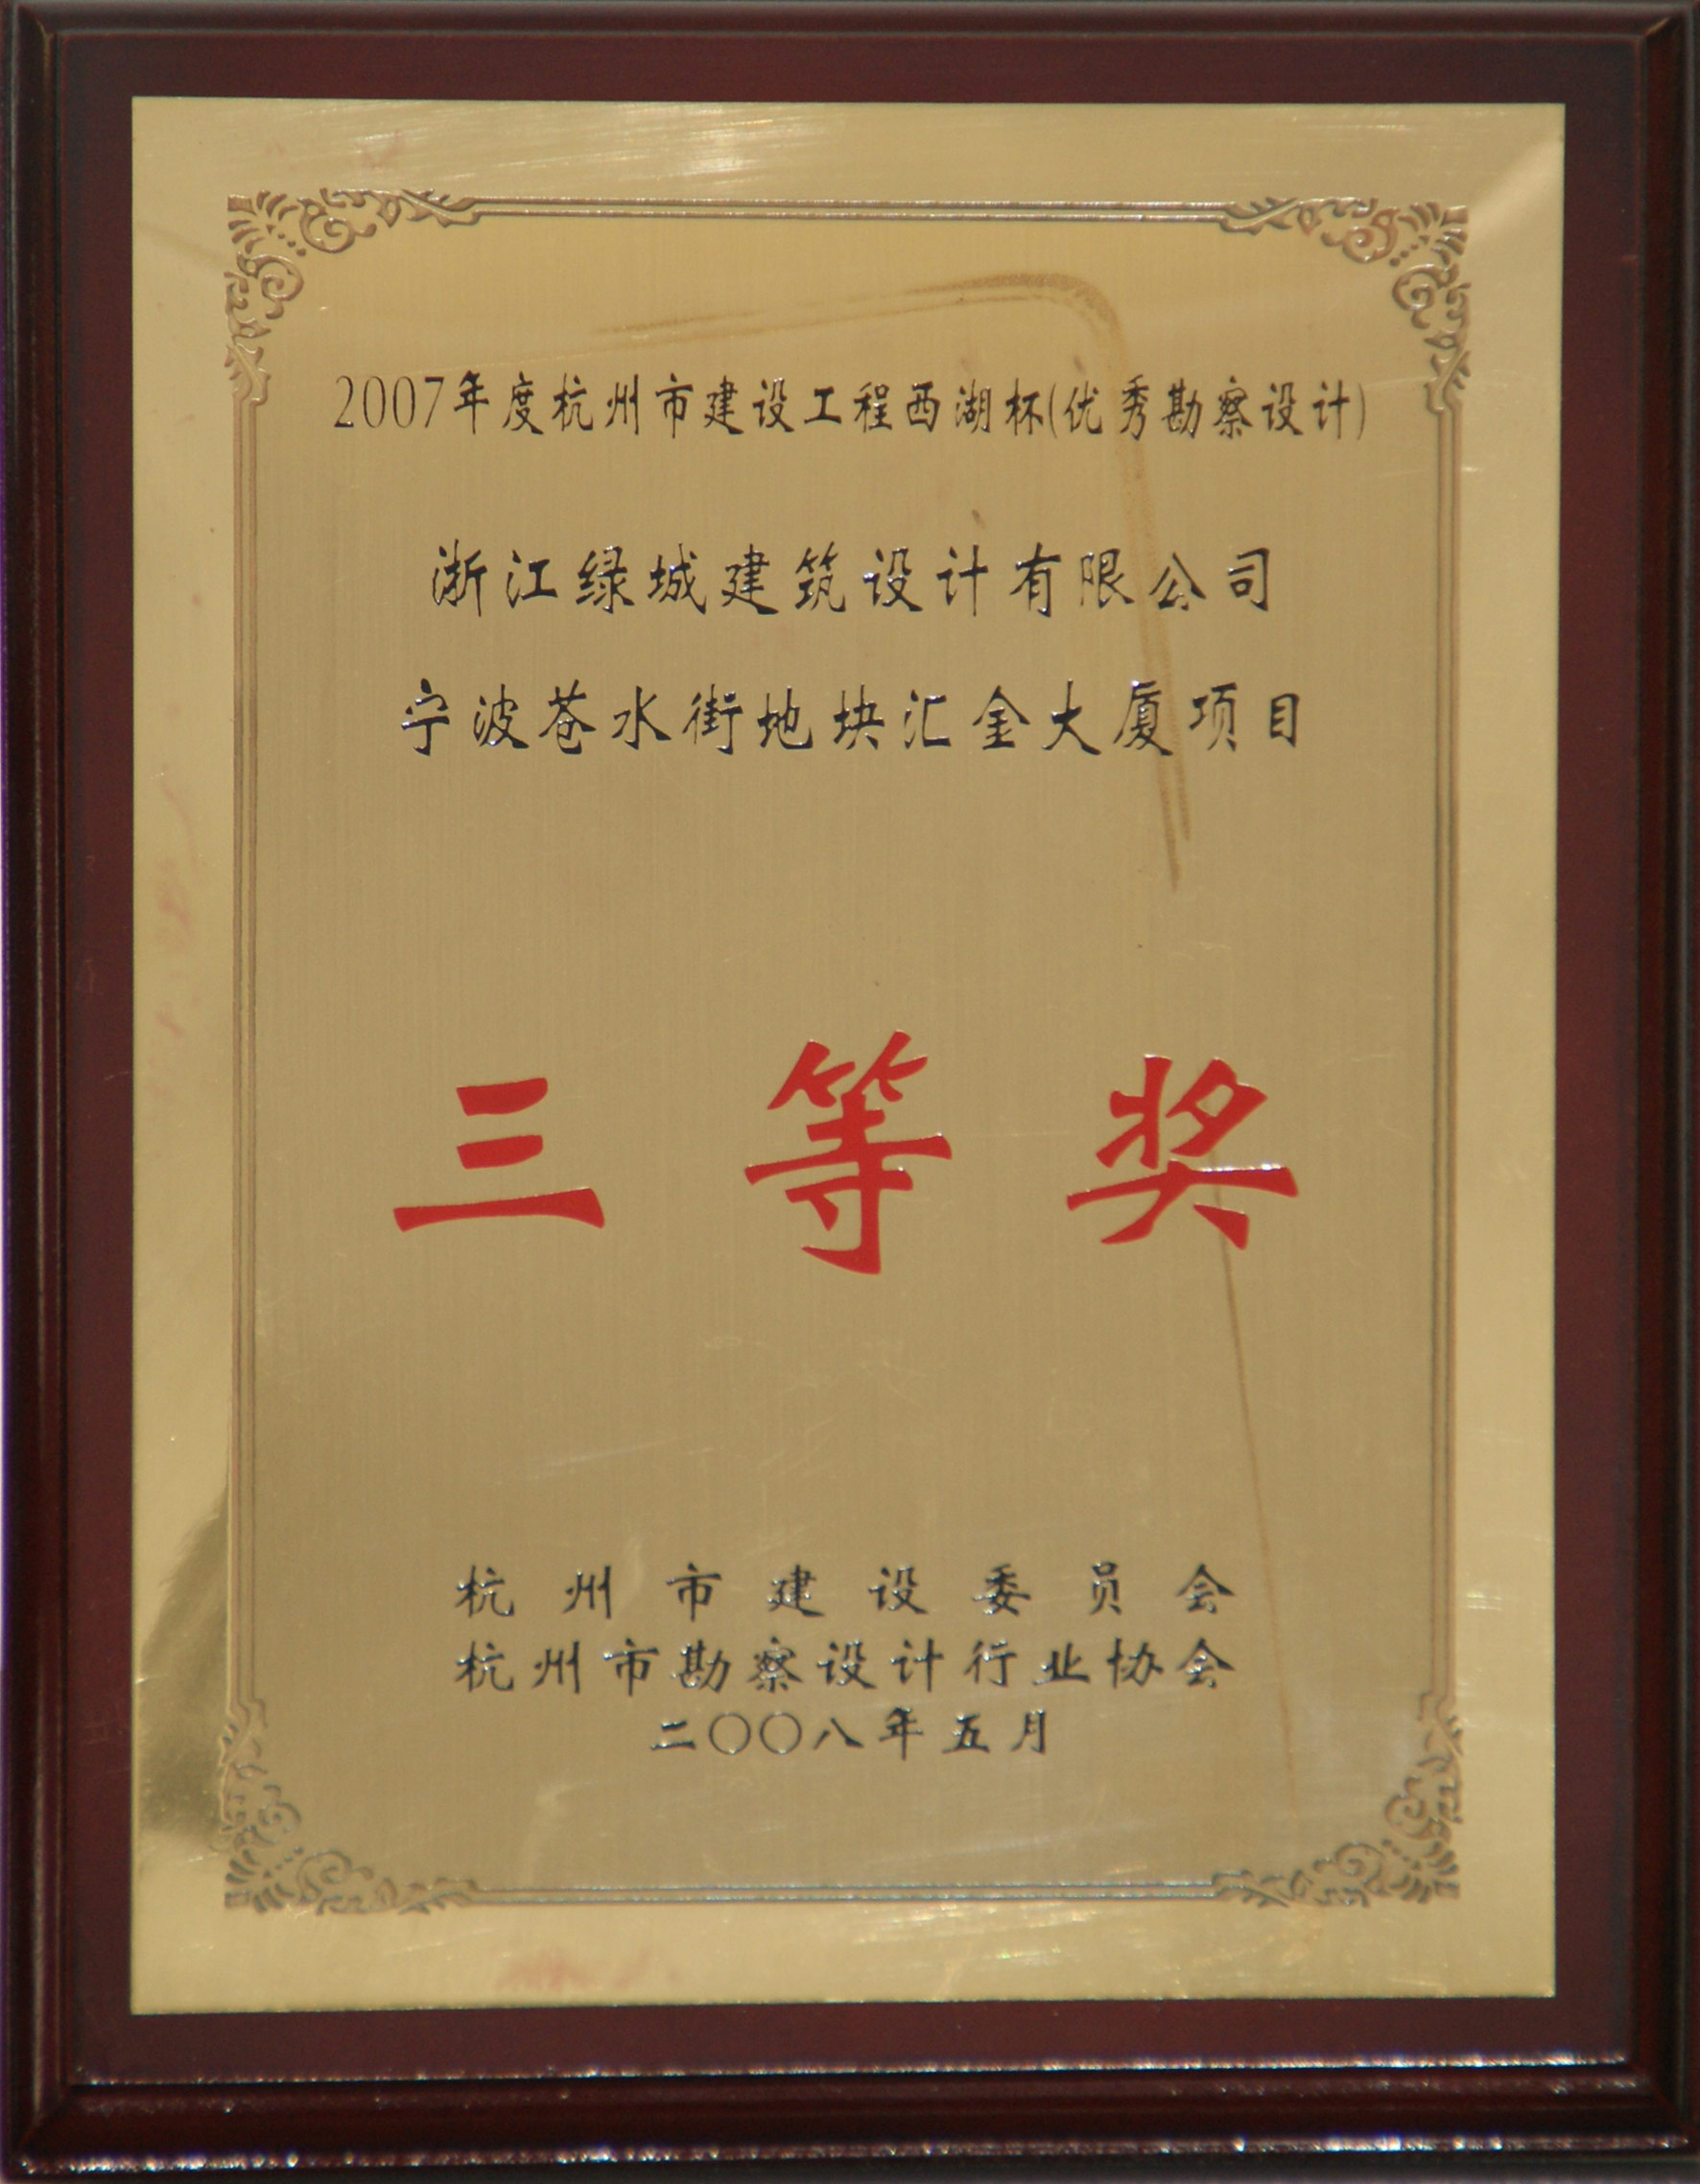 2007年度杭州市建设工程西湖杯(优秀勘察设计)
浙江绿城建筑设计有限公司
宁波苍水街地块汇金大厦项目
三等奖
杭州市建设委员会
杭州市勘察设计行业协会
二〇〇八年五月